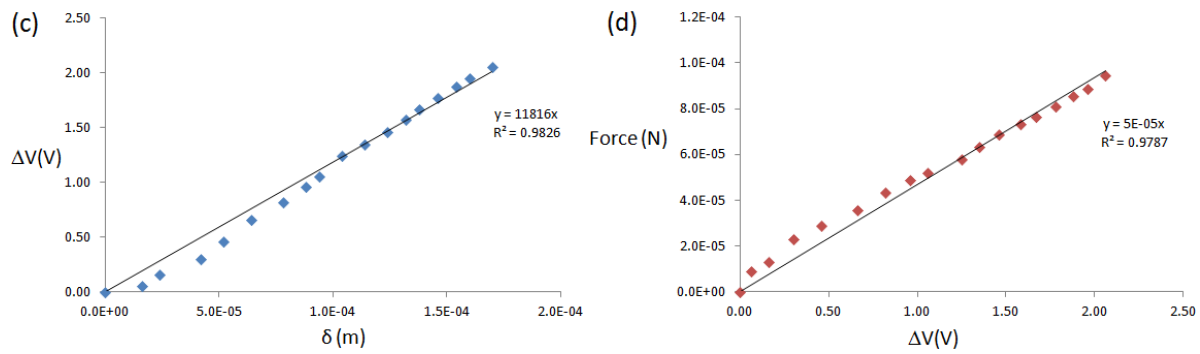 (c)
2.50
ΔV(V)
2.00
1.50
1.00
0.50
0.00
y = 11816x
R² = 0.9826
0.0E+00 5.0E-05 1.0E-04 1.5E-04 2.0E-04
δ (m)
(d)
1.2E-04
1.0E-04
8.0E-05
Force (N)
6.0E-05
4.0E-05
2.0E-05
0.0E+00
y = 5E-05x
R² = 0.9787
0.00 0.50 1.00 1.50 2.00 2.50
ΔV(V)